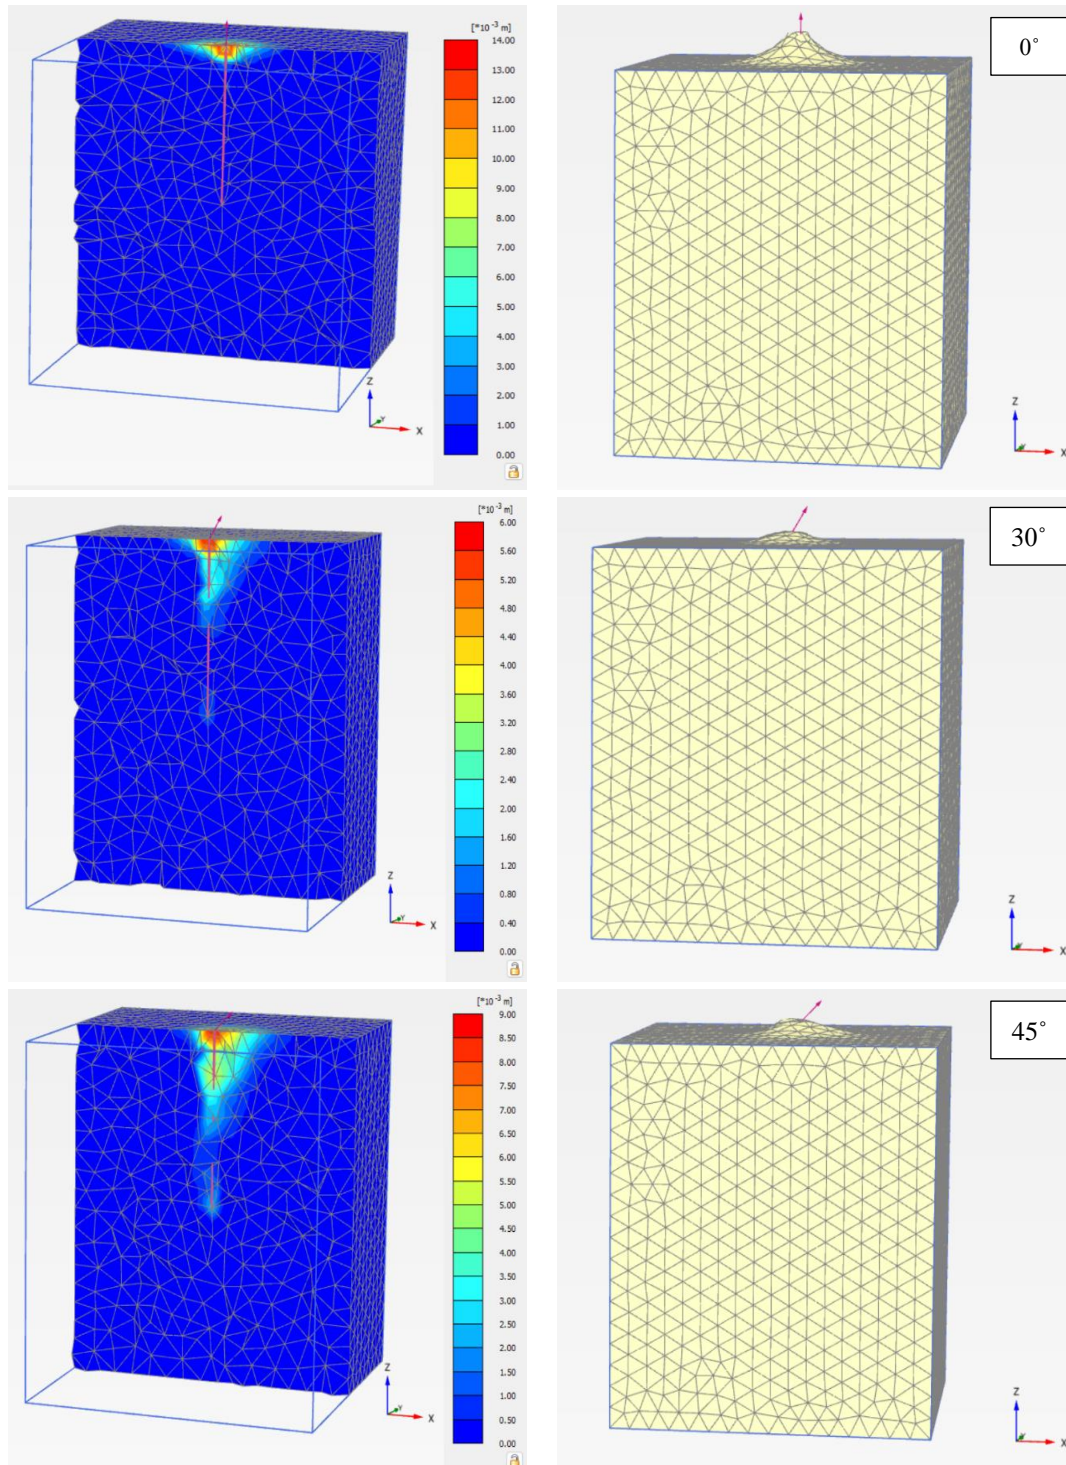 [*10⁻³ m]
14.00
13.00
12.00
11.00
10.00
9.00
8.00
7.00
6.00
5.00
4.00
3.00
2.00
1.00
0.00
Z
Y
X
0°
Z
Y
X
[*10⁻³ m]
6.00
5.60
5.20
4.80
4.40
4.00
3.60
3.20
2.80
2.40
2.00
1.60
1.20
0.80
0.40
0.00
Z
Y
X
30°
Z
Y
X
[*10⁻³ m]
9.00
8.50
8.00
7.50
7.00
6.50
6.00
5.50
5.00
4.50
4.00
3.50
3.00
2.50
2.00
1.50
1.00
0.50
0.00
Z
Y
X
45°
Z
Y
X